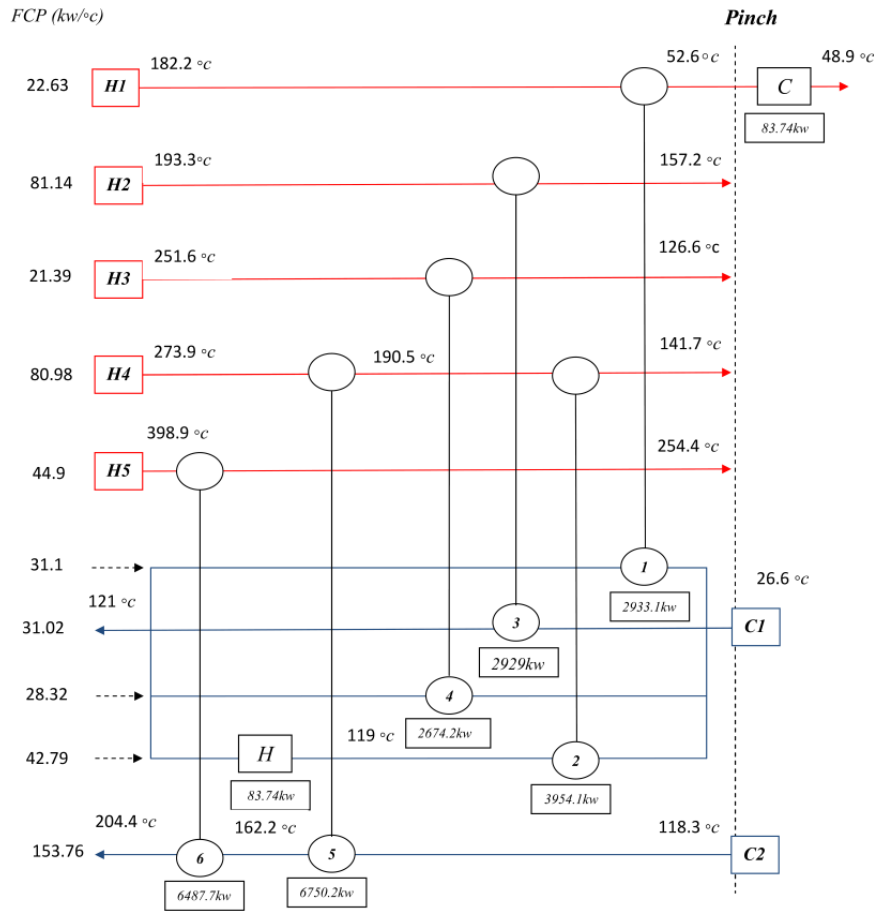 FCP (kw/°c)
Pinch
182.2 °c
52.6°c
48.9 °c
22.63
H1
C
83.74kw
193.3°c
157.2 °c
81.14
H2
251.6 °c
126.6 °c
21.39
H3
273.9 °c
190.5 °c
141.7 °c
80.98
H4
398.9 °c
254.4 °c
44.9
H5
31.1
1
26.6 °c
121 °c
2933.1kw
31.02
3
C1
2929kw
28.32
4
119 °c
2674.2kw
42.79
H
2
83.74kw
3954.1kw
204.4 °c
162.2 °c
118.3°c
153.76
6
5
C2
6487.7kw
6750.2kw